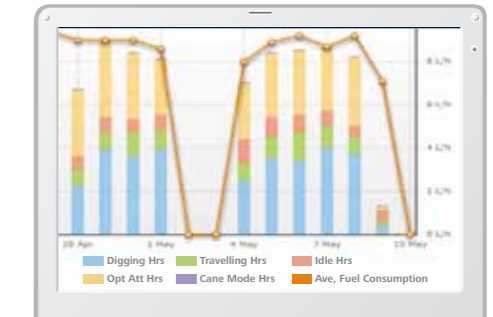 8 L/h
6 L/h
4 L/h
2 L/h
0 L/h
28 Apr 1 May 4 May 7 May 10 May
Digging Hrs Travelling Hrs Idle Hrs
Opt Att Hrs Cane Mode Hrs Ave, Fuel Consumption